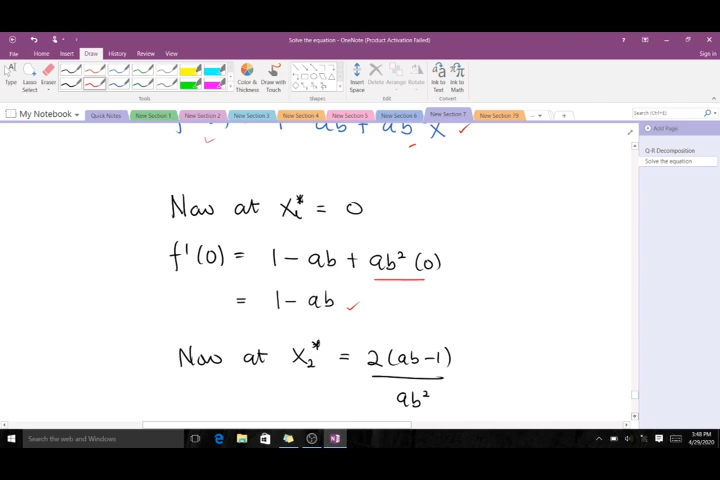 Solve the equation - OneNote (Product Activation Failed)
Sign in
File Home Insert Draw History Review View
Type Lasso Select Eraser Color & Thickness Draw with Touch Insert Space Delete Arrange Ink to Text Ink to Math
Tools Shapes Edit Convert
My Notebook Quick Notes New Section 1 New Section 2 New Section 3 New Section 4 New Section 5 New Section 6 New Section 7 New Section 79 Search (Ctrl+E)
Add Page
Q-R Decomposition
Solve the equation
1 - ab + ab² x
Now at x₁* = 0
f'(0) = 1 - ab + ab² (0)
= 1 - ab
Now at x₂* = 2(ab-1)
ab²
Search the web and Windows
3:48 PM
4/29/2020